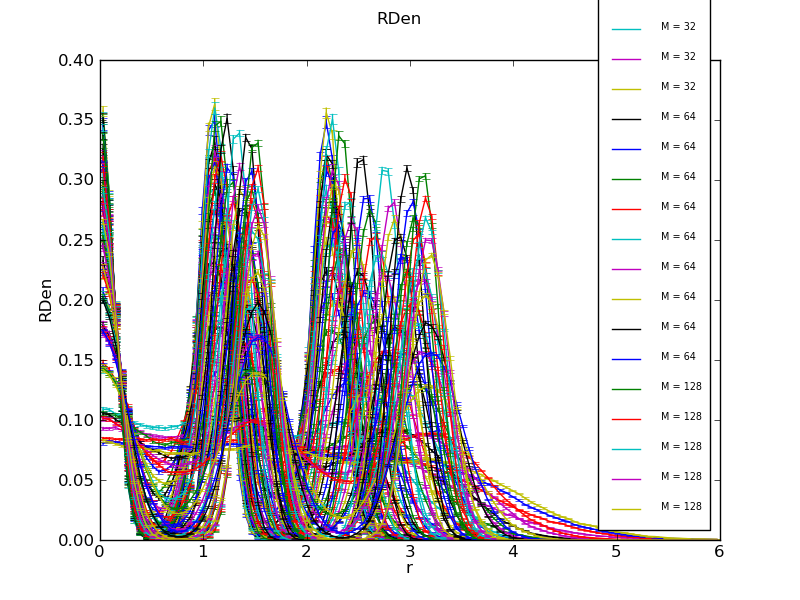 RDen
M = 32
M = 32
M = 32
M = 64
M = 64
M = 64
M = 64
M = 64
M = 64
M = 64
M = 64
M = 64
M = 128
M = 128
M = 128
M = 128
M = 128
0.40
0.35
0.30
0.25
0.20
0.15
0.10
0.05
0.00
RDen
0 1 2 3 4 5 6
r